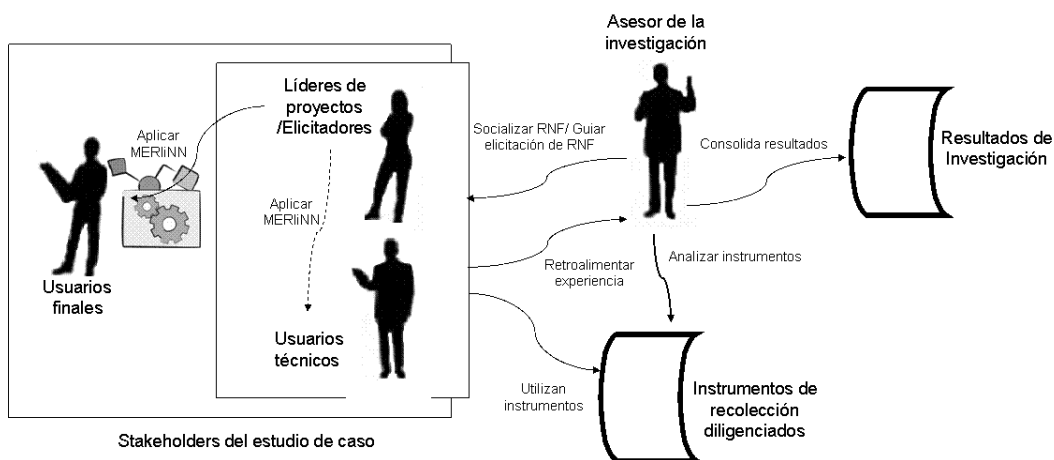 Asesor de la
investigación
Líderes de
proyectos
/Elicitadores
Aplicar
MERliNN
Socializar RNF/ Guiar
elicitación de RNF
Consolida resultados
Resultados de
Investigación
Aplicar
MERliNN
Usuarios
finales
Retroalimentar
experiencia
Analizar instrumentos
Usuarios
técnicos
Utilizan
instrumentos
Instrumentos de
recolección
diligenciados
Stakeholders del estudio de caso